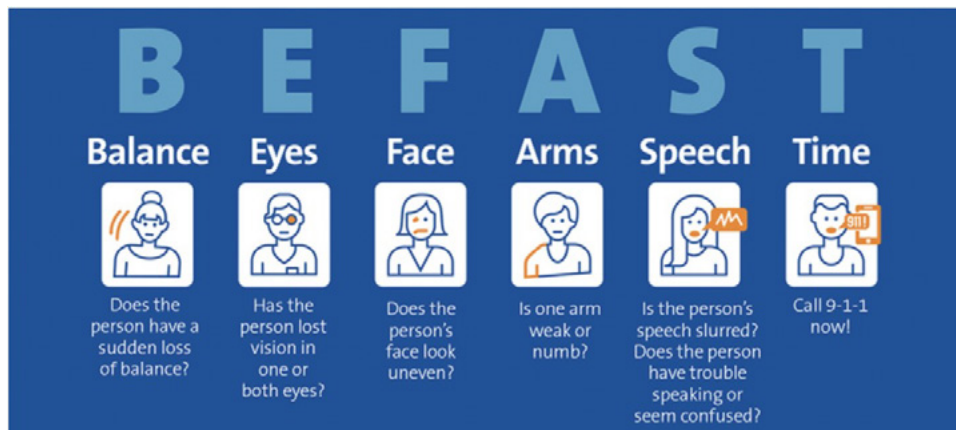 B E F A S T
Balance Eyes Face Arms Speech Time
911!
Does the
person have a
sudden loss
of balance?
Has the
person lost
vision in
one or
both eyes?
Does the
person's
face look
uneven?
Is one arm
weak or
numb?
Is the person's
speech slurred?
Does the person
have trouble
speaking or
seem confused?
Call 9-1-1
now!